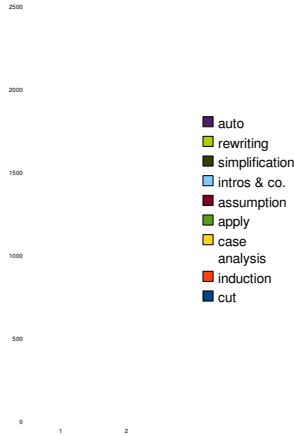 2500
2000
1500
1000
500
0
1 2
auto
rewriting
simplification
intros & co.
assumption
apply
case
analysis
induction
cut